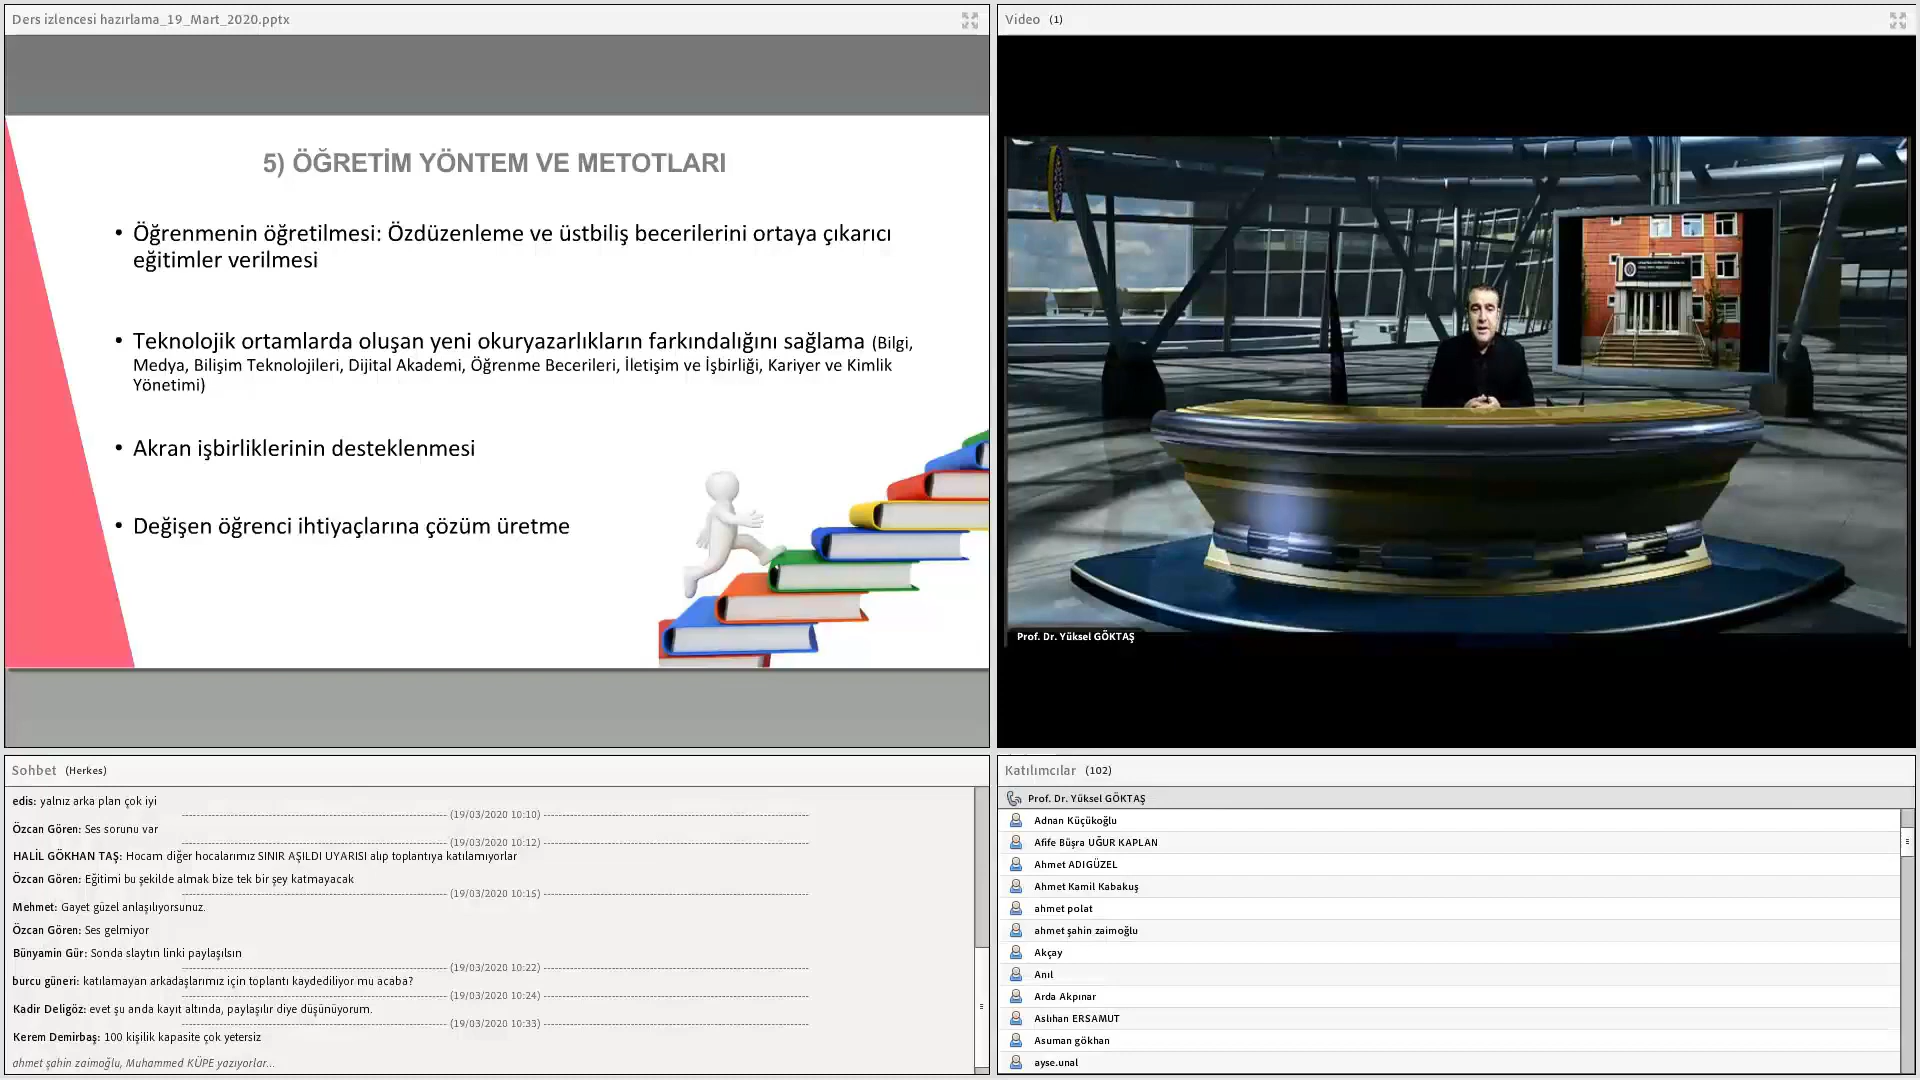 Ders izlencesi hazırlama_19_Mart_2020.pptx
5) ÖĞRETİM YÖNTEM VE METOTLARI
• Öğrenmenin öğretilmesi: Özdüzenleme ve üstbiliş becerilerini ortaya çıkarıcı
eğitimler verilmesi
• Teknolojik ortamlarda oluşan yeni okuryazarlıkların farkındalığını sağlama (Bilgi,
Medya, Bilişim Teknolojileri, Dijital Akademi, Öğrenme Becerileri, İletişim ve İşbirliği, Kariyer ve Kimlik
Yönetimi)
• Akran işbirliklerinin desteklenmesi
• Değişen öğrenci ihtiyaçlarına çözüm üretme
Video (1)
Prof. Dr. Yüksel GÖKTAŞ
Sohbet (Herkes)
edis: yalnız arka plan çok iyi
(19/03/2020 10:10)
Özcan Gören: Ses sorunu var
(19/03/2020 10:12)
HALİL GÖKHAN TAŞ: Hocam diğer hocalarımız SINIR AŞILDI UYARISI alıp toplantıya katılamıyorlar
Özcan Gören: Eğitimi bu şekilde almak bize tek bir şey katmayacak
(19/03/2020 10:15)
Mehmet: Gayet güzel anlaşılıyorsunuz.
Özcan Gören: Ses gelmiyor
Bünyamin Gür: Sonda slaytın linki paylaşılsın
(19/03/2020 10:22)
burcu güneri: katılamayan arkadaşlarımız için toplantı kaydediliyor mu acaba?
(19/03/2020 10:24)
Kadir Deligöz: evet şu anda kayıt altında, paylaşılır diye düşünüyorum.
(19/03/2020 10:33)
Kerem Demirbaş: 100 kişilik kapasite çok yetersiz
ahmet şahin zaimoğlu, Muhammed KÜPE yazıyorlar...
Katılımcılar (102)
Prof. Dr. Yüksel GÖKTAŞ
Adnan Küçükoğlu
Afife Büşra UĞUR KAPLAN
Ahmet ADIGÜZEL
Ahmet Kamil Kabakuş
ahmet polat
ahmet şahin zaimoğlu
Akçay
Anıl
Arda Akpınar
Aslıhan ERSAMUT
Asuman gökhan
ayse.unal